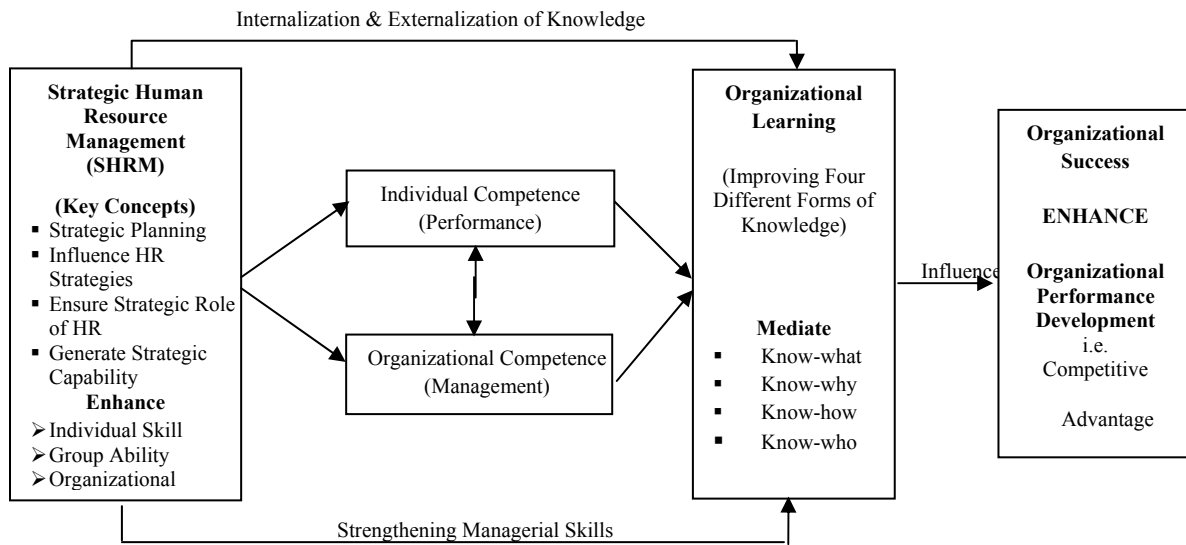 Internalization & Externalization of Knowledge
Strategic Human
Resource
Management
(SHRM)
(Key Concepts)
▪ Strategic Planning
▪ Influence HR
Strategies
▪ Ensure Strategic Role
of HR
▪ Generate Strategic
Capability
Enhance
➢ Individual Skill
➢ Group Ability
➢ Organizational
Individual Competence
(Performance)
Organizational Competence
(Management)
Organizational
Learning
(Improving Four
Different Forms of
Knowledge)
Mediate
▪ Know-what
▪ Know-why
▪ Know-how
▪ Know-who
Influence
Organizational
Success
ENHANCE
Organizational
Performance
Development
i.e.
Competitive
Advantage
Strengthening Managerial Skills